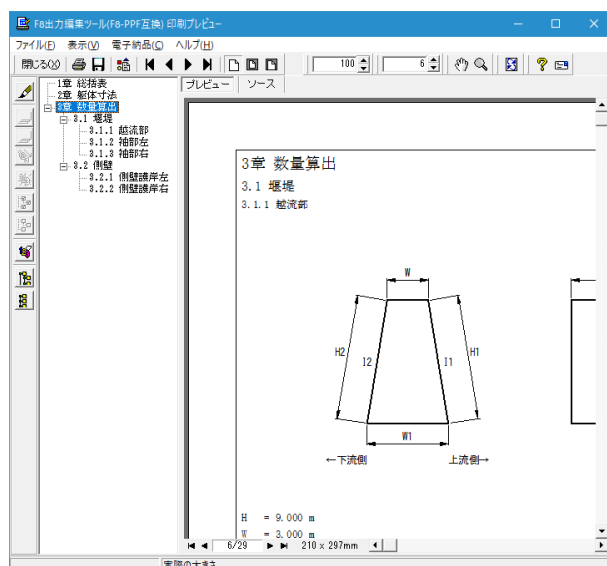 F8出力編集ツール(F8-PPF互換) 印刷プレビュー
ファイル(F) 表示(V) 電子納品(C) ヘルプ(H)
閉じる(X) 100 6
プレビュー ソース
1章 総括表
2章 躯体寸法
3章 数量算出
3.1 堰堤
3.1.1 越流部
3.1.2 袖部左
3.1.3 袖部右
3.2 側壁
3.2.1 側壁護岸左
3.2.2 側壁護岸右
3章 数量算出
3.1 堰堤
3.1.1 越流部
W
H2
I2
I1
H1
W1
←下流側 上流側→
H = 9.000 m
W = 3.000 m
6/29 210 x 297mm
実際の大きさ